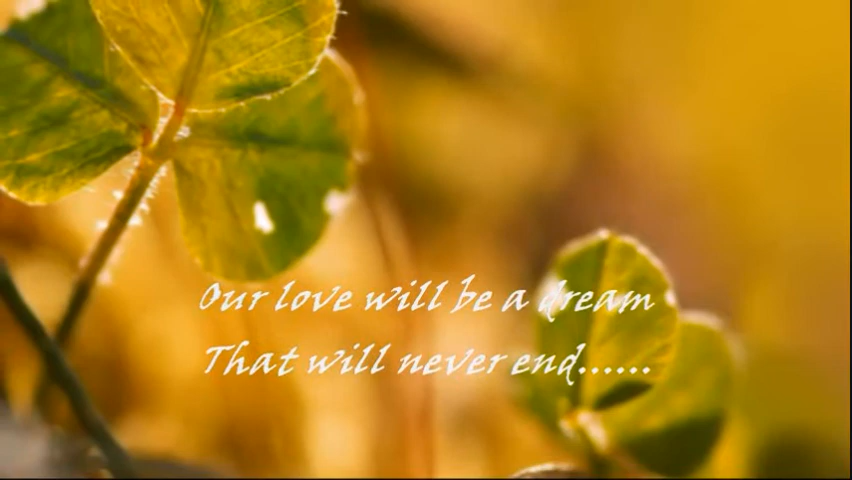 Our love will be a dream
That will never end......